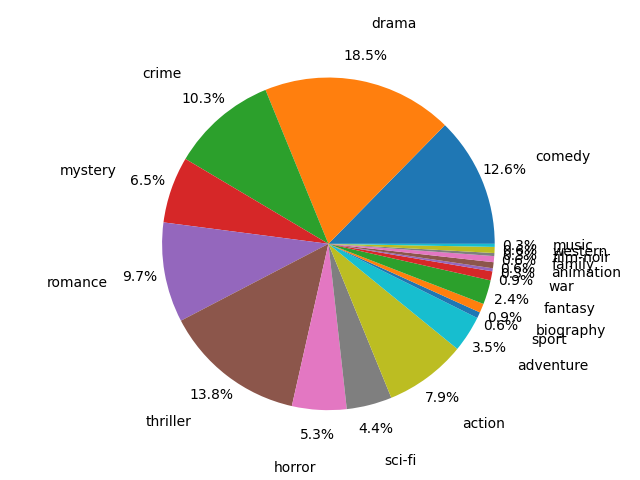 drama
18.5%
crime
10.3%
comedy
12.6%
mystery
6.5%
music
0.3%
western
film-noir
family
animation
0.9%
war
romance
9.7%
2.4%
fantasy
0.9%
biography
0.6%
sport
3.5%
adventure
thriller
13.8%
7.9%
action
5.3%
horror
4.4%
sci-fi